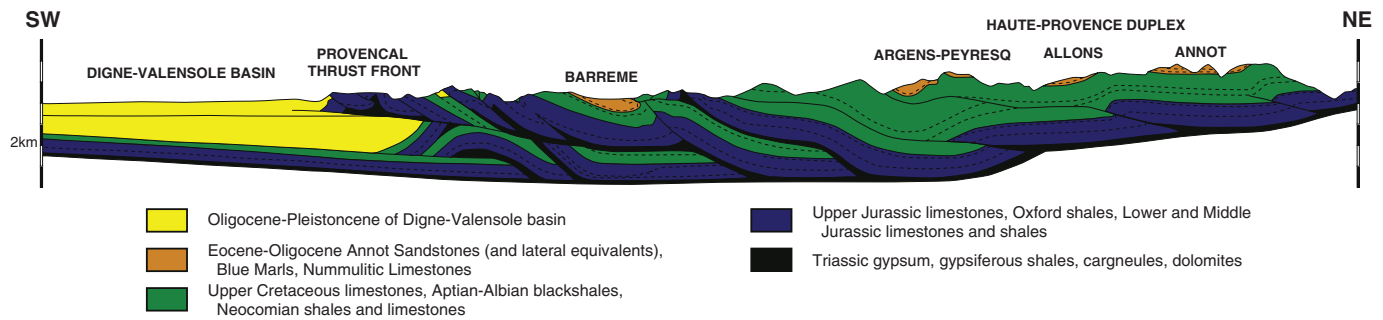 SW
NE
HAUTE-PROVENCE DUPLEX
PROVENCAL
THRUST FRONT
ARGENS-PEYRESQ
ALLONS
ANNOT
DIGNE-VALENSOLE BASIN
BARREME
2km
Oligocene-Pleistoncene of Digne-Valensole basin
Eocene-Oligocene Annot Sandstones (and lateral equivalents),
Blue Marls, Nummulitic Limestones
Upper Cretaceous limestones, Aptian-Albian blackshales,
Neocomian shales and limestones
Upper Jurassic limestones, Oxford shales, Lower and Middle
Jurassic limestones and shales
Triassic gypsum, gypsiferous shales, cargneules, dolomites